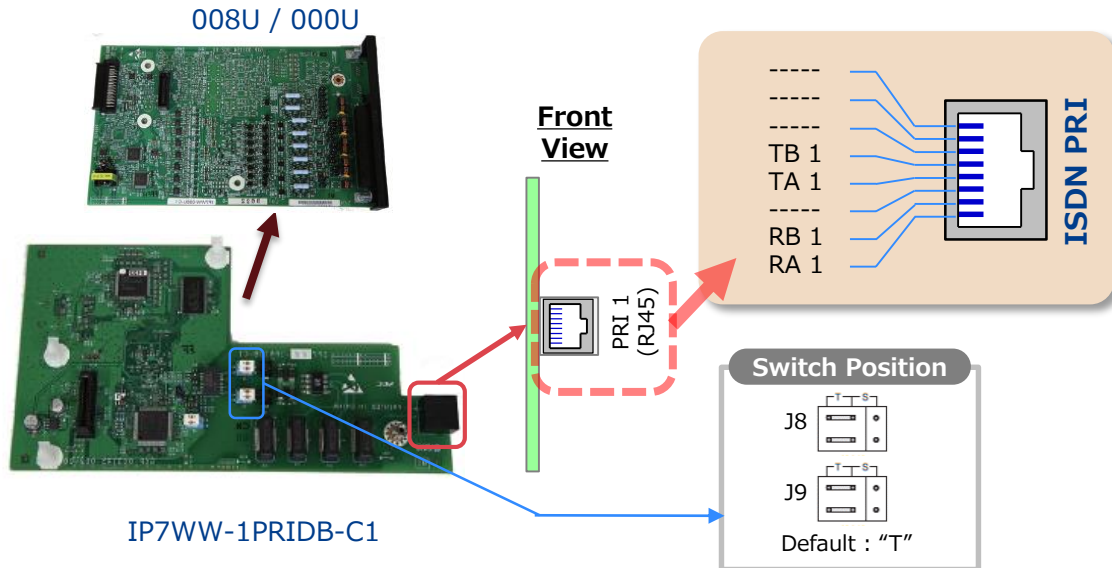 008U / 000U
Front
View
-----
-----
-----
TB 1
TA 1
-----
RB 1
RA 1
ISDN PRI
PRI 1
(RJ45)
Switch Position
T S
J8
T S
J9
Default : “T”
IP7WW-1PRIDB-C1